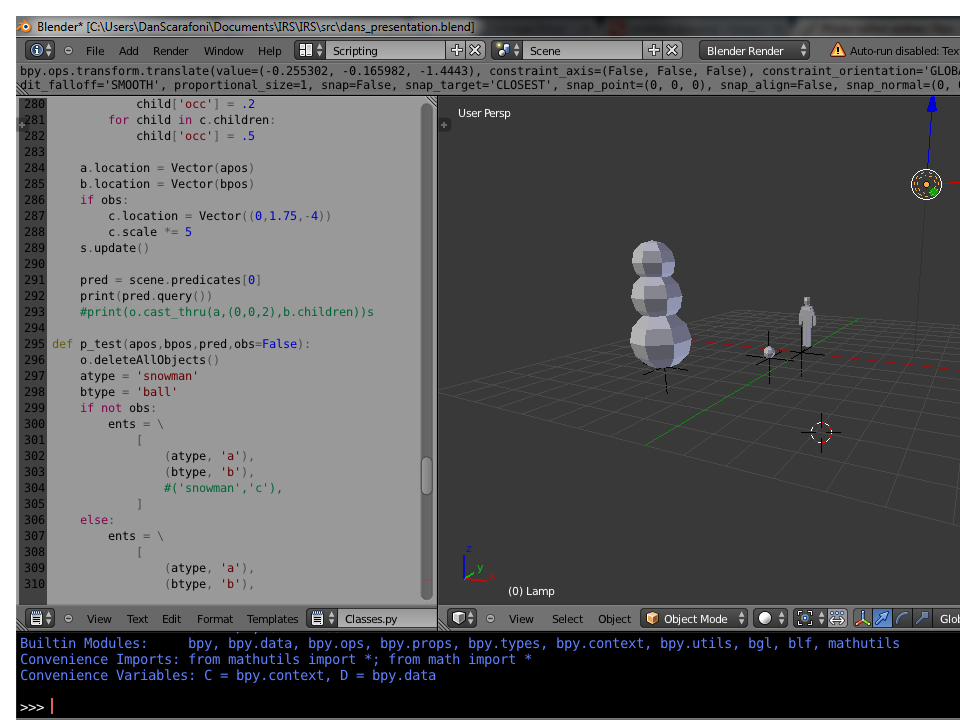 Blender* [C:\Users\DanScarafoni\Documents\IRS\IRS\src\dans_presentation.blend]
File Add Render Window Help Scripting Scene Blender Render Auto-run disabled: Tex
bpy.ops.transform.translate(value=(-0.255302, -0.165982, -1.4443), constraint_axis=(False, False, False), constraint_orientation='GLOBA
dit_falloff='SMOOTH', proportional_size=1, snap=False, snap_target='CLOSEST', snap_point=(0, 0, 0), snap_align=False, snap_normal=(0,
280 child['occ'] = .2
281 for child in c.children:
282 child['occ'] = .5
283
284 a.location = Vector(apos)
285 b.location = Vector(bpos)
286 if obs:
287 c.location = Vector((0,1.75,-4))
288 c.scale *= 5
289 s.update()
290
291 pred = scene.predicates[0]
292 print(pred.query())
293 #print(o.cast_thru(a,(0,0,2),b.children))s
294
295 def p_test(apos,bpos,pred,obs=False):
296 o.deleteAllObjects()
297 atype = 'snowman'
298 btype = 'ball'
299 if not obs:
300 ents = \
301 [
302 (atype, 'a'),
303 (btype, 'b'),
304 #('snowman','c'),
305 ]
306 else:
307 ents = \
308 [
309 (atype, 'a'),
310 (btype, 'b'),
User Persp
z
y
x
(0) Lamp
View Text Edit Format Templates Classes.py
View Select Object Object Mode Glob
Builtin Modules: bpy, bpy.data, bpy.ops, bpy.props, bpy.types, bpy.context, bpy.utils, bgl, blf, mathutils
Convenience Imports: from mathutils import *; from math import *
Convenience Variables: C = bpy.context, D = bpy.data
>>>